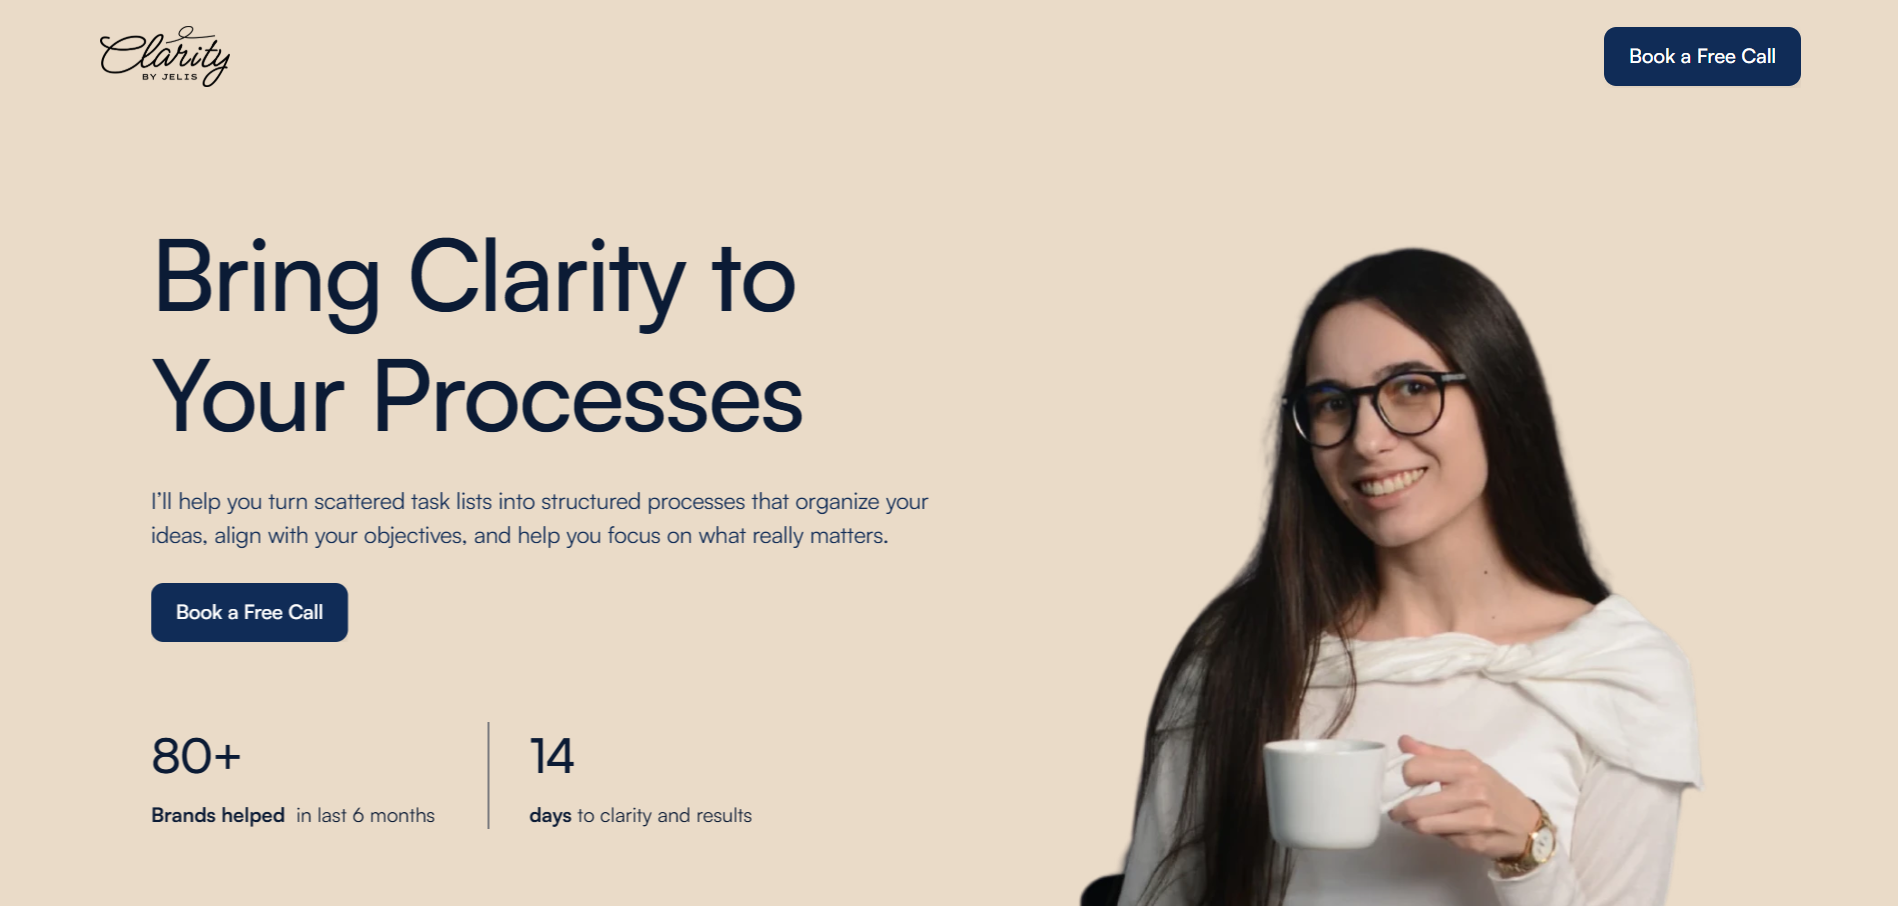 Clarity
BY JELIS
Book a Free Call
Bring Clarity to
Your Processes
I'll help you turn scattered task lists into structured processes that organize your
ideas, align with your objectives, and help you focus on what really matters.
Book a Free Call
80+
Brands helped in last 6 months
14
days to clarity and results